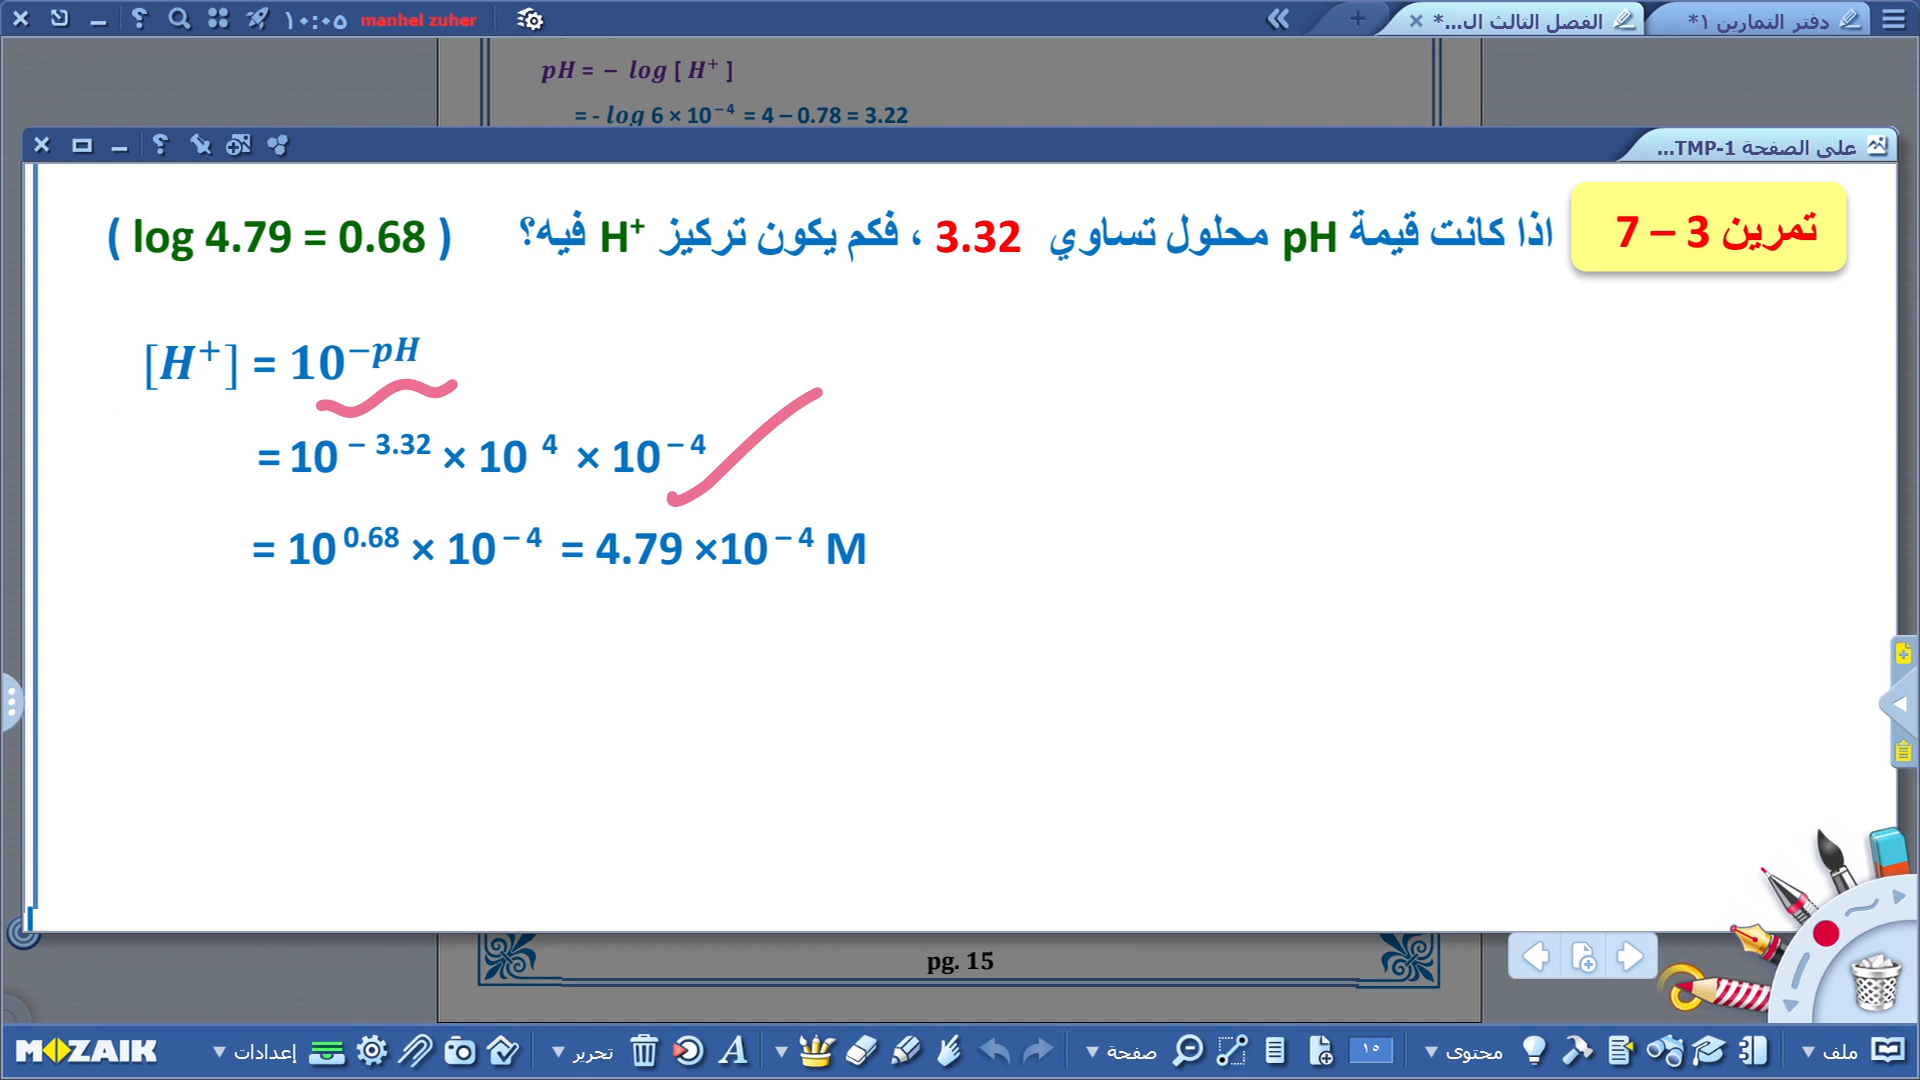 ١٠:٠٥ manhel zuher
الفصل الثالث ال...*
دفتر التمارين ١*
pH = − log [ H⁺ ]
= - log 6 × 10⁻⁴ = 4 – 0.78 = 3.22
على الصفحة TMP-1...
تمرين 3 – 7
اذا كانت قيمة pH محلول تساوي 3.32 ، فكم يكون تركيز H⁺ فيه؟ ( log 4.79 = 0.68 )
[H⁺] = 10⁻ᵖᴴ
= 10⁻³·³² × 10⁴ × 10⁻⁴
= 10⁰·⁶⁸ × 10⁻⁴ = 4.79 ×10⁻⁴ M
pg. 15
MOZAIK
إعدادات
تحرير
صفحة
١٥
محتوى
ملف